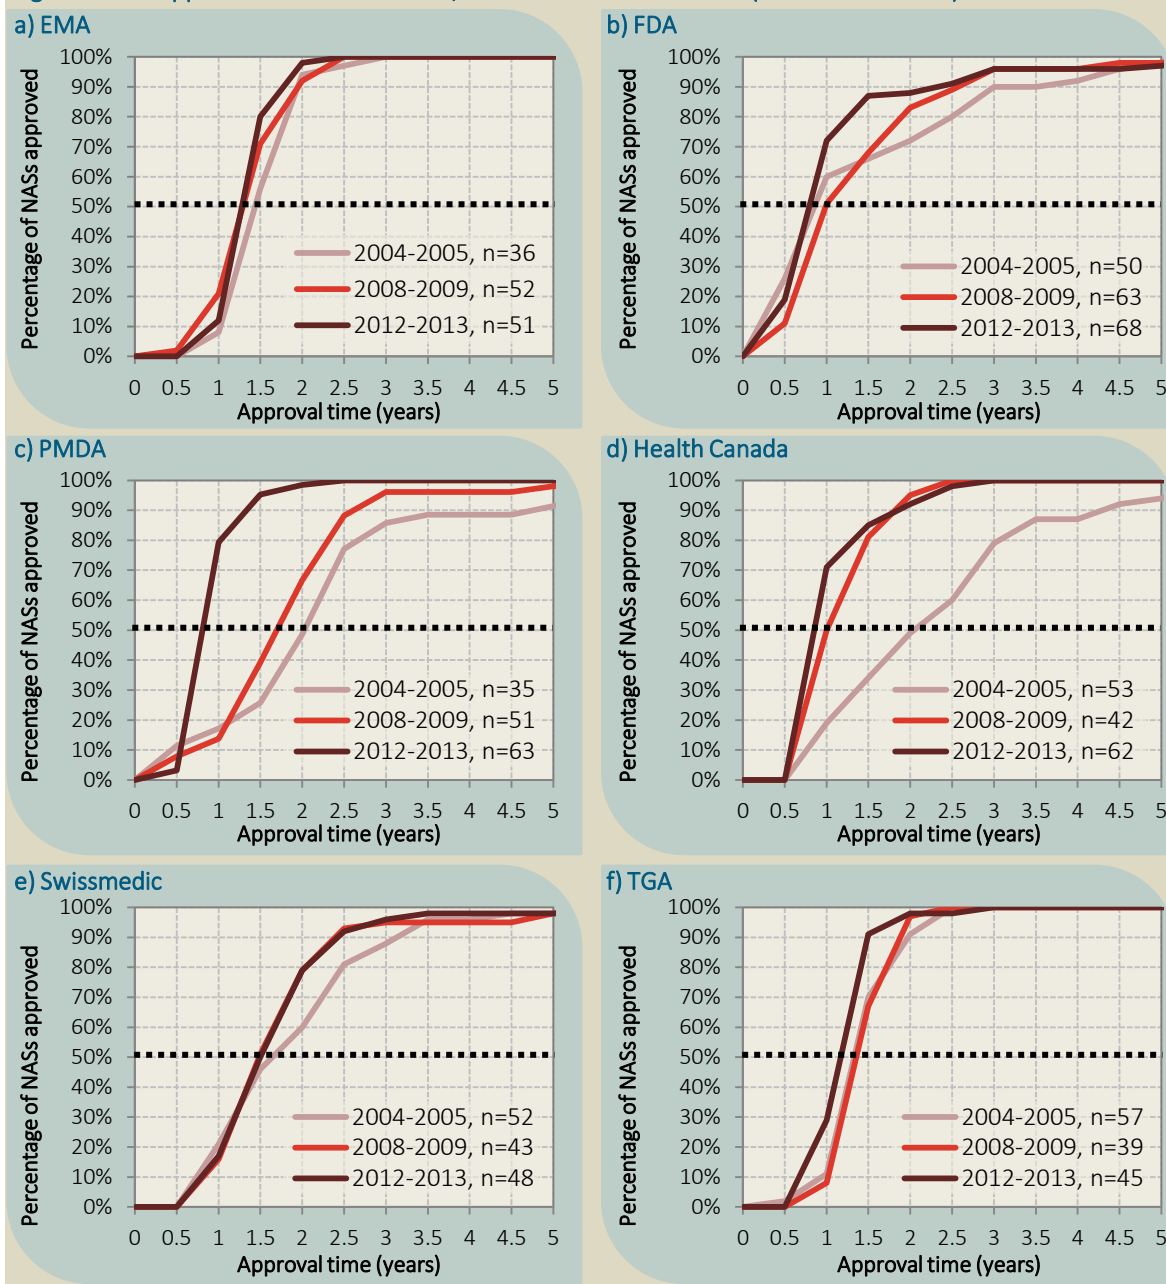 a) EMA
Percentage of NASs approved
100%
90%
80%
70%
60%
50%
40%
30%
20%
10%
0%
2004-2005, n=36
2008-2009, n=52
2012-2013, n=51
0 0.5 1 1.5 2 2.5 3 3.5 4 4.5 5
Approval time (years)
b) FDA
Percentage of NASs approved
100%
90%
80%
70%
60%
50%
40%
30%
20%
10%
0%
2004-2005, n=50
2008-2009, n=63
2012-2013, n=68
0 0.5 1 1.5 2 2.5 3 3.5 4 4.5 5
Approval time (years)
c) PMDA
Percentage of NASs approved
100%
90%
80%
70%
60%
50%
40%
30%
20%
10%
0%
2004-2005, n=35
2008-2009, n=51
2012-2013, n=63
0 0.5 1 1.5 2 2.5 3 3.5 4 4.5 5
Approval time (years)
d) Health Canada
Percentage of NASs approved
100%
90%
80%
70%
60%
50%
40%
30%
20%
10%
0%
2004-2005, n=53
2008-2009, n=42
2012-2013, n=62
0 0.5 1 1.5 2 2.5 3 3.5 4 4.5 5
Approval time (years)
e) Swissmedic
Percentage of NASs approved
100%
90%
80%
70%
60%
50%
40%
30%
20%
10%
0%
2004-2005, n=52
2008-2009, n=43
2012-2013, n=48
0 0.5 1 1.5 2 2.5 3 3.5 4 4.5 5
Approval time (years)
f) TGA
Percentage of NASs approved
100%
90%
80%
70%
60%
50%
40%
30%
20%
10%
0%
2004-2005, n=57
2008-2009, n=39
2012-2013, n=45
0 0.5 1 1.5 2 2.5 3 3.5 4 4.5 5
Approval time (years)